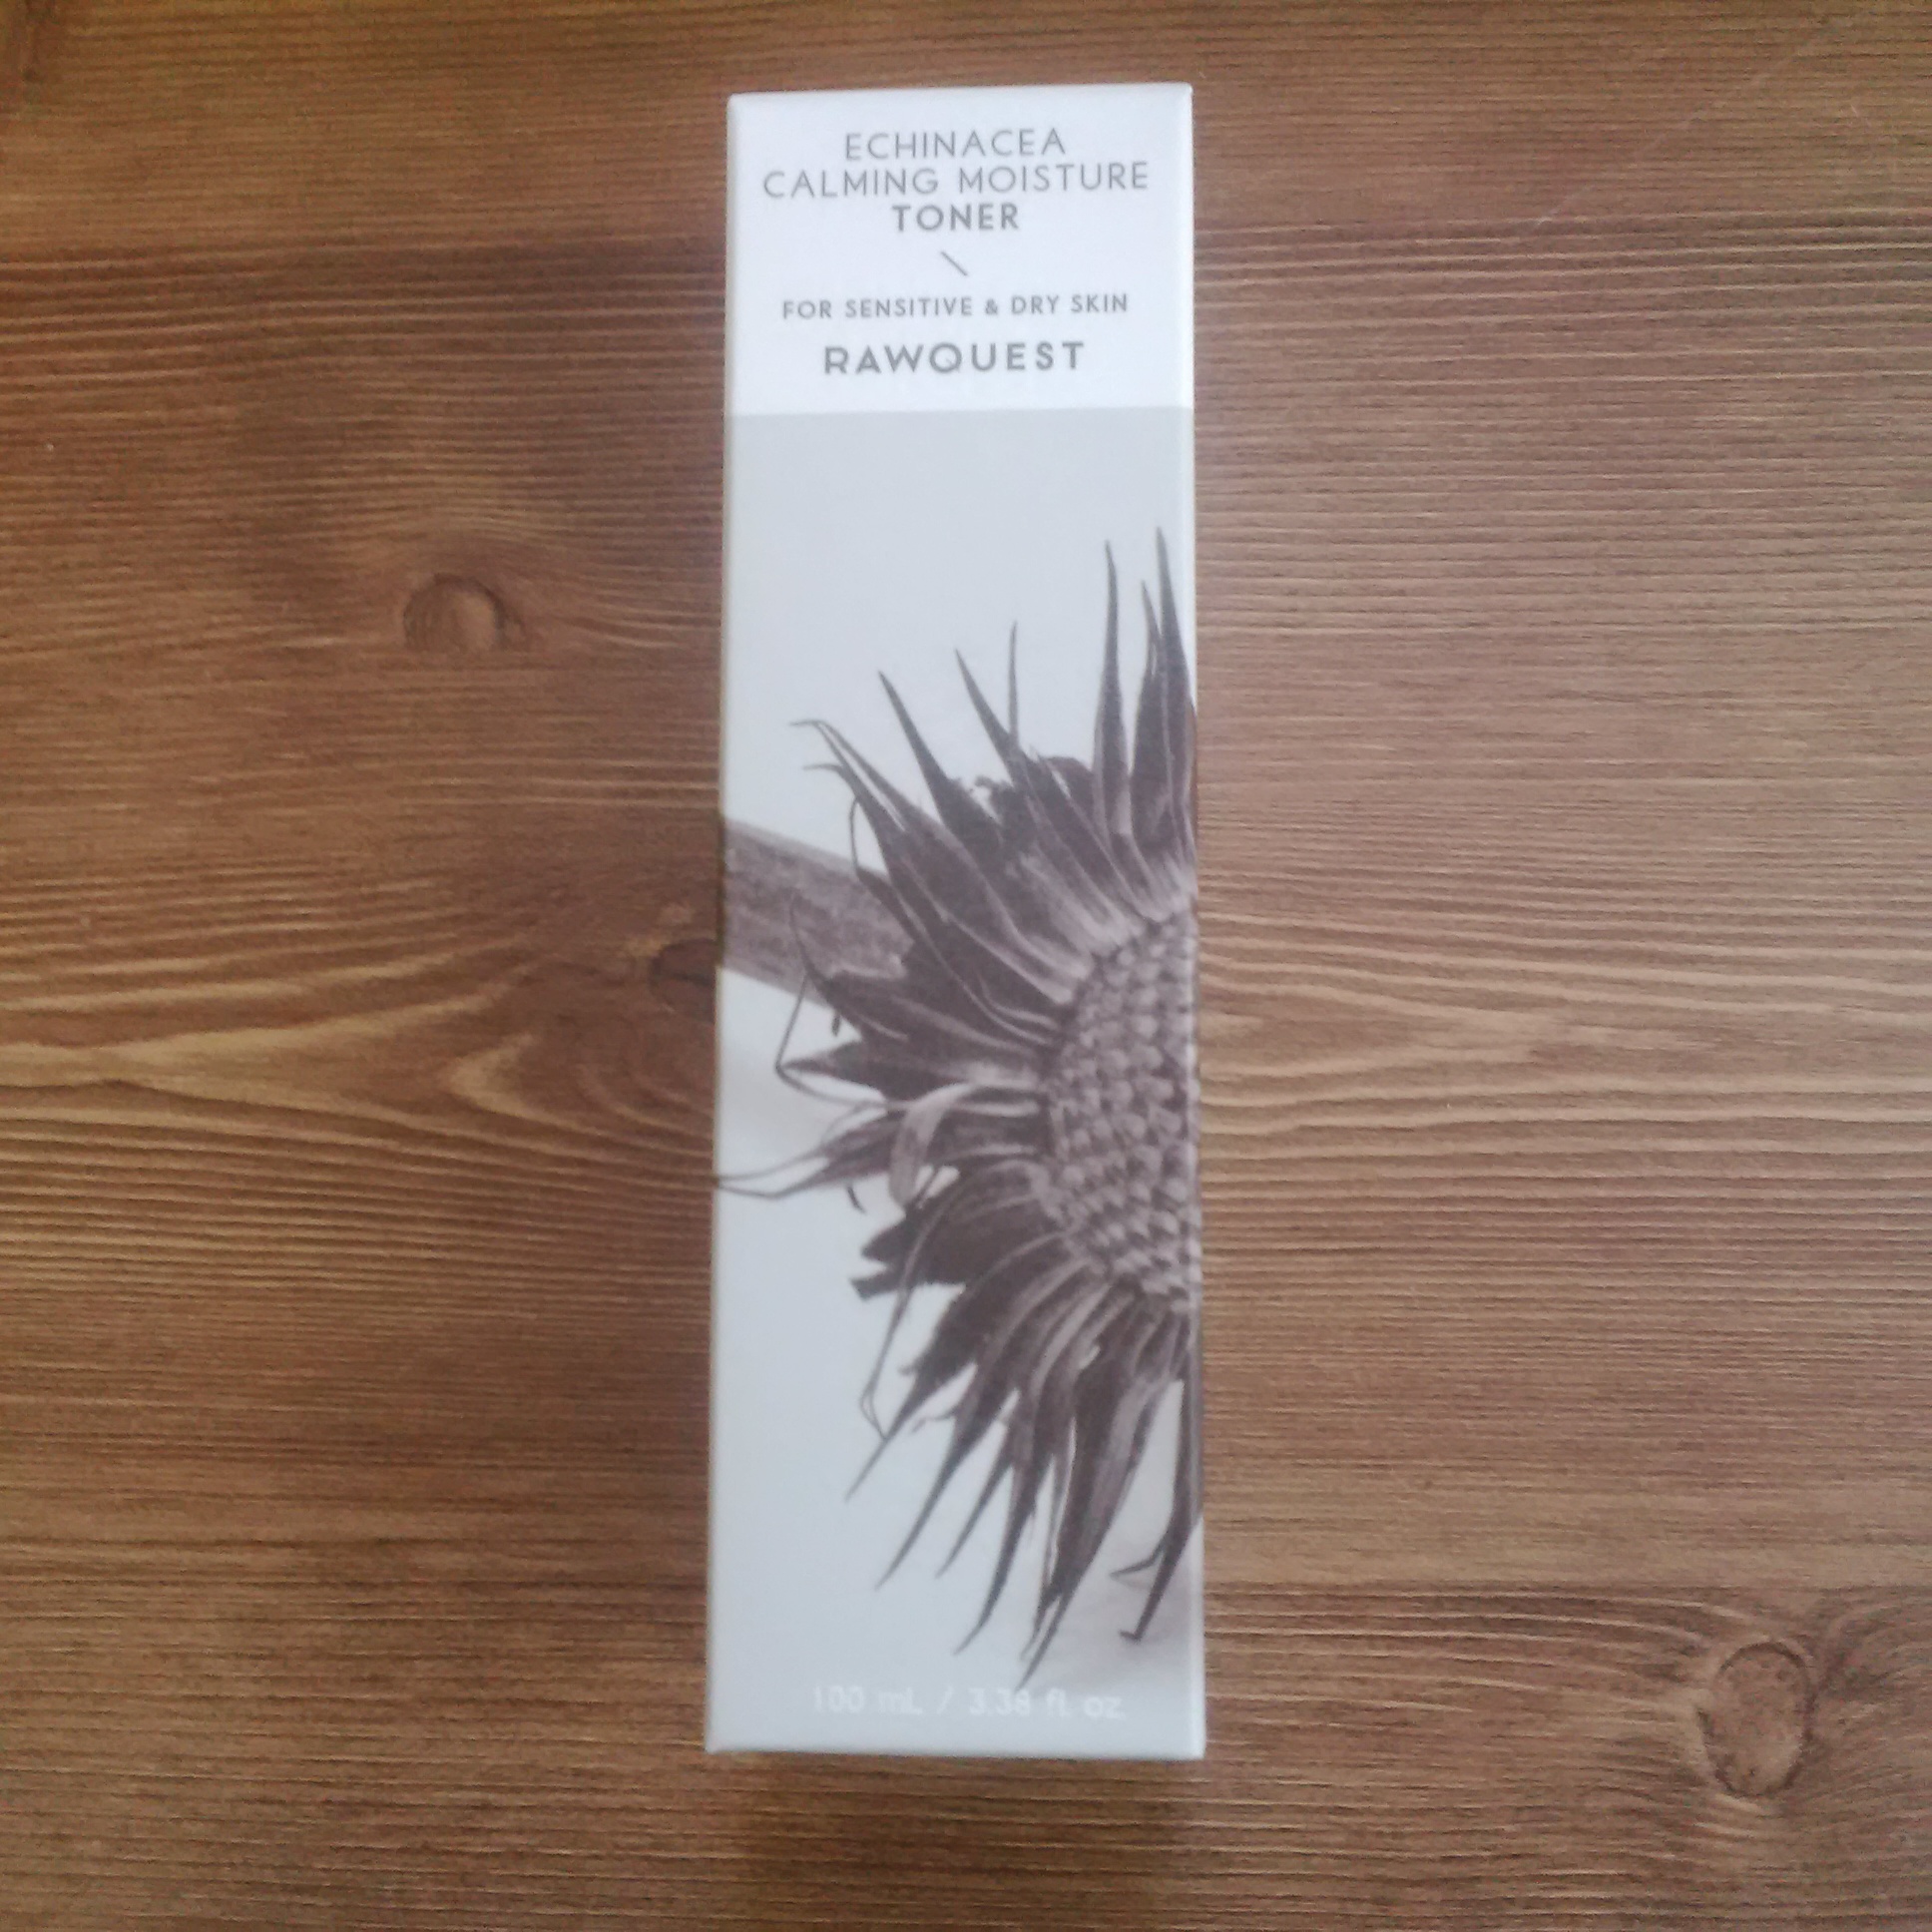 ECHINACEA
CALMING MOISTURE
TONER
\
FOR SENSITIVE & DRY SKIN
RAWQUEST
100 mL / 3.38 fl. oz.